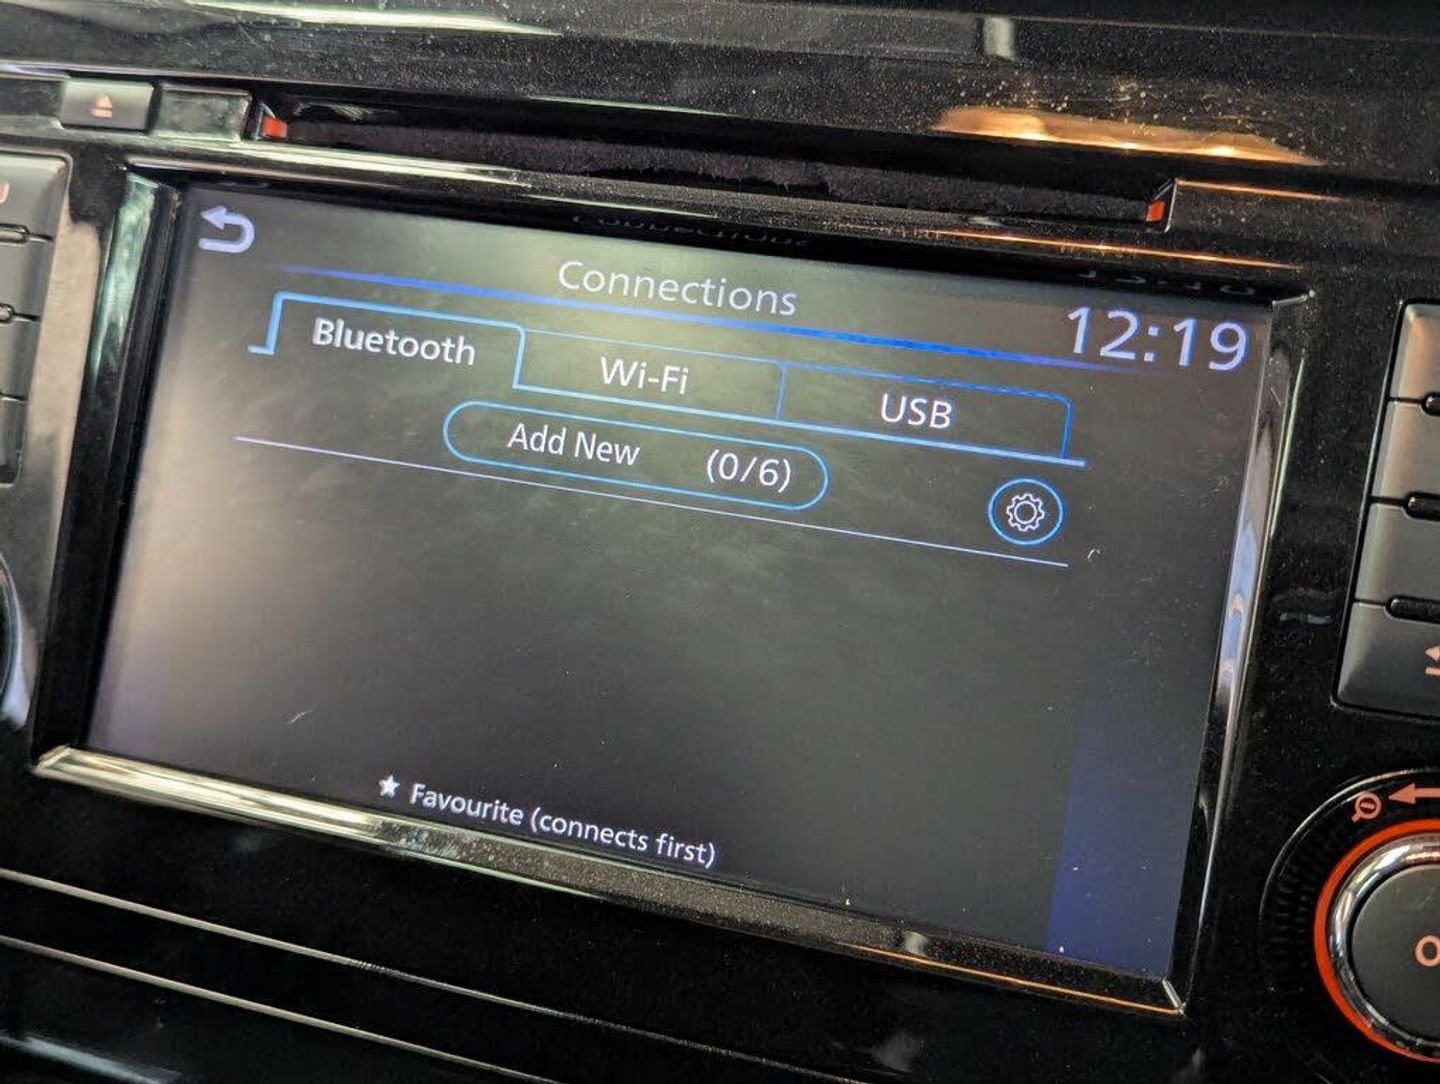 Connections
12:19
Bluetooth
Wi-Fi
USB
Add New (0/6)
★ Favourite (connects first)